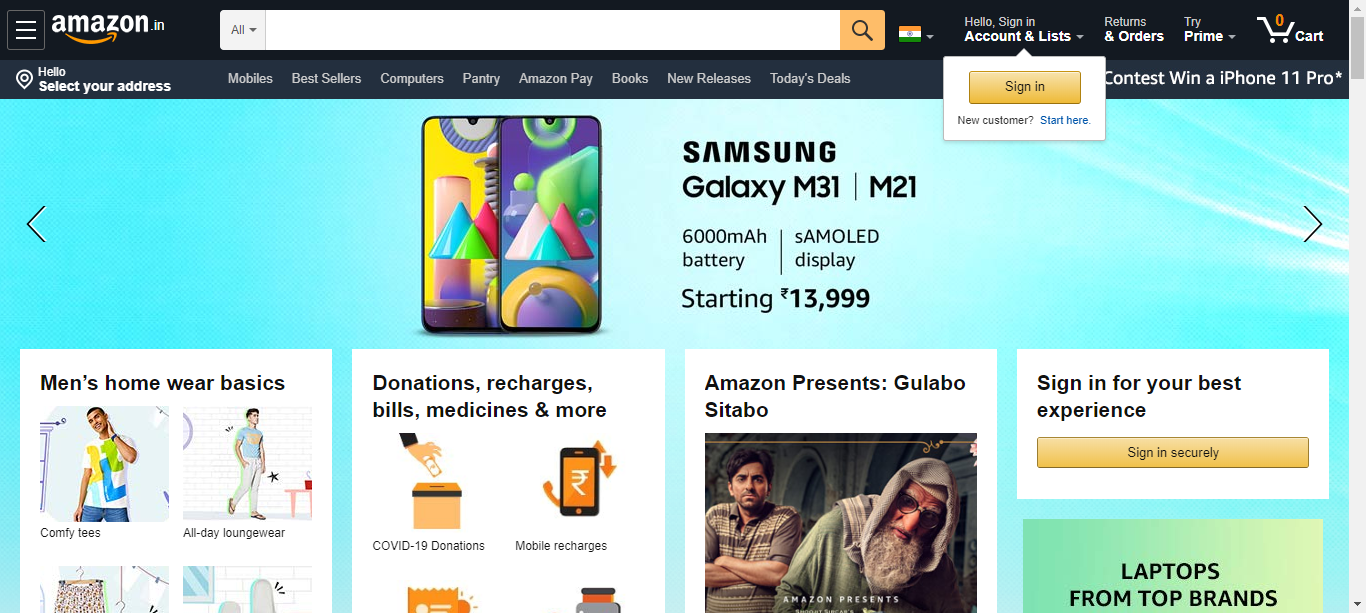 amazon.in
All
Hello, Sign in
Account & Lists
Returns
& Orders
Try
Prime
0
Cart
Hello
Select your address
Mobiles
Best Sellers
Computers
Pantry
Amazon Pay
Books
New Releases
Today's Deals
Contest Win a iPhone 11 Pro*
Sign in
New customer? Start here.
SAMSUNG
Galaxy M31 | M21
6000mAh
battery
sAMOLED
display
Starting ₹13,999
Men's home wear basics
Comfy tees
All-day loungewear
Donations, recharges,
bills, medicines & more
₹
COVID-19 Donations
Mobile recharges
Amazon Presents: Gulabo
Sitabo
AMAZON PRESENTS
SHOOJIT SIRCAR'S
Sign in for your best
experience
Sign in securely
LAPTOPS
FROM TOP BRANDS